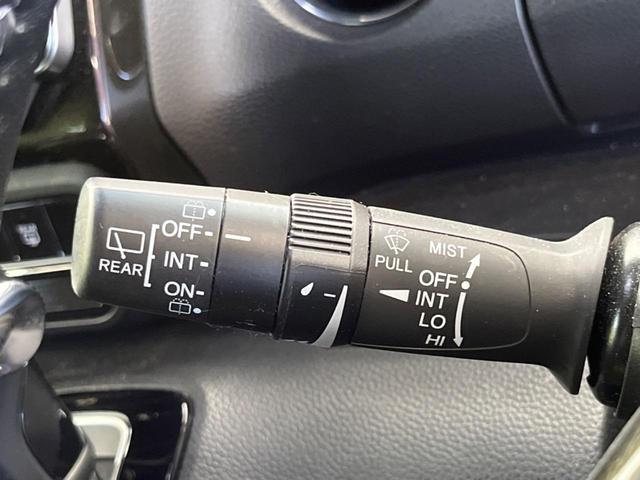 REAR
OFF
INT
ON
PULL
MIST
OFF
INT
LO
HI